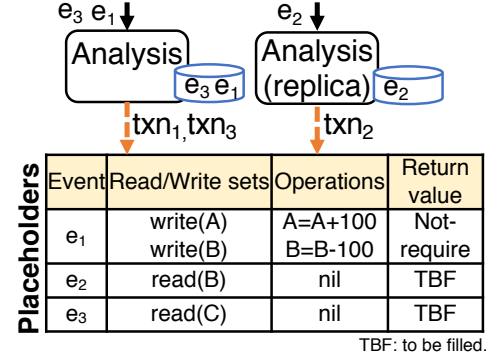 e3 e1
e2
Analysis
e3 e1
Analysis
(replica)
e2
txn1,txn3
txn2
Placeholders
Event Read/Write sets Operations Return value
e1 write(A) A=A+100 Not-
write(B) B=B-100 require
e2 read(B) nil TBF
e3 read(C) nil TBF
TBF: to be filled.